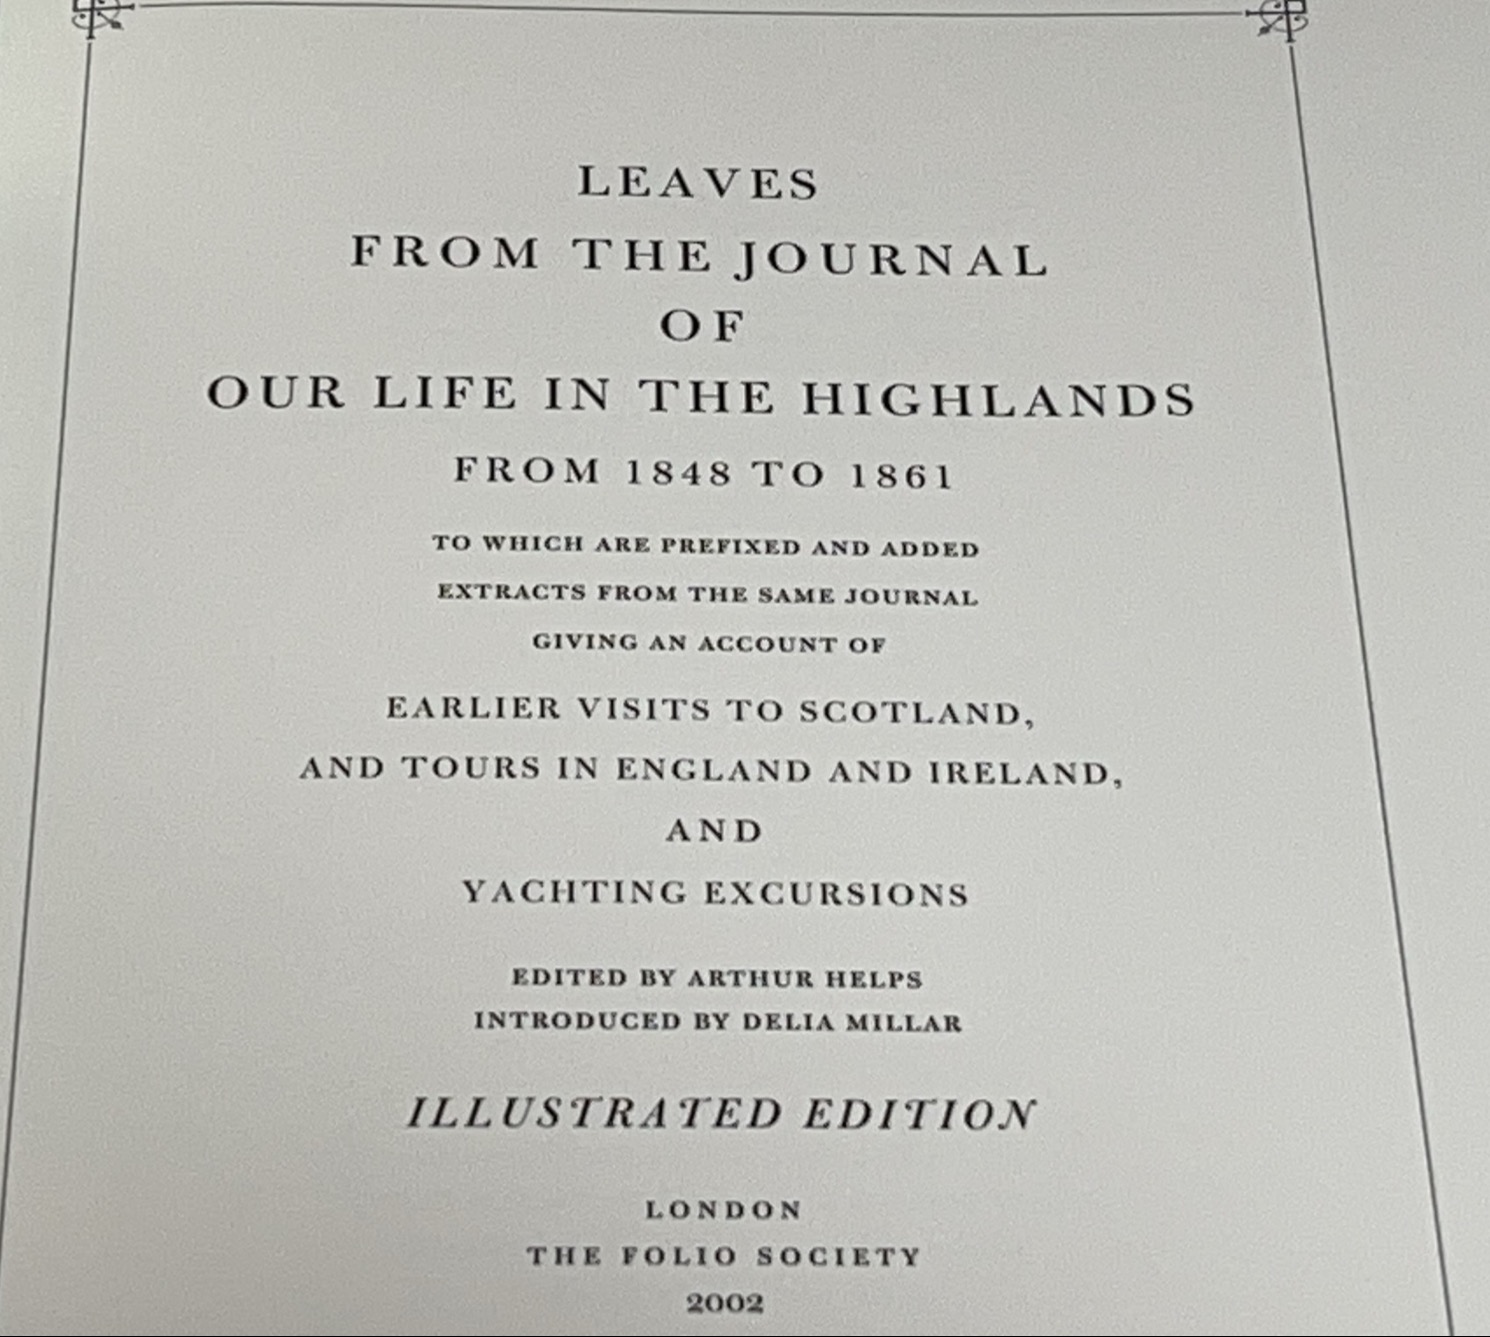 LEAVES
FROM THE JOURNAL
OF
OUR LIFE IN THE HIGHLANDS
FROM 1848 TO 1861
TO WHICH ARE PREFIXED AND ADDED
EXTRACTS FROM THE SAME JOURNAL
GIVING AN ACCOUNT OF
EARLIER VISITS TO SCOTLAND,
AND TOURS IN ENGLAND AND IRELAND,
AND
YACHTING EXCURSIONS
EDITED BY ARTHUR HELPS
INTRODUCED BY DELIA MILLAR
ILLUSTRATED EDITION
LONDON
THE FOLIO SOCIETY
2002